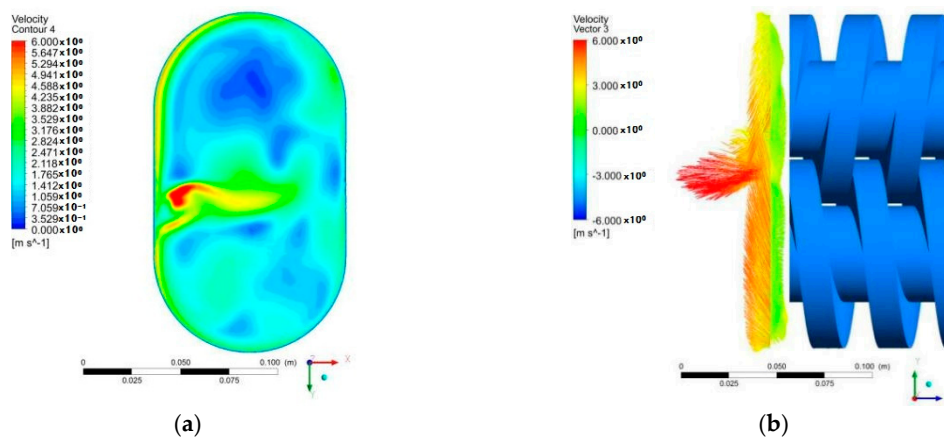 Velocity
Contour 4
6.000×10⁰
5.647×10⁰
5.294×10⁰
4.941×10⁰
4.588×10⁰
4.235×10⁰
3.882×10⁰
3.529×10⁰
3.176×10⁰
2.824×10⁰
2.471×10⁰
2.118×10⁰
1.765×10⁰
1.412×10⁰
1.059×10⁰
7.059×10⁻¹
3.529×10⁻¹
0.000×10⁰
[m s^-1]
X
Y
0 0.050 0.100 (m)
0.025 0.075
(a)
Velocity
Vector 3
6.000 ×10⁰
3.000 ×10⁰
0.000 ×10⁰
-3.000 ×10⁰
-6.000 ×10⁰
[m s^-1]
0 0.050 0.100 (m)
0.025 0.075
Y
(b)